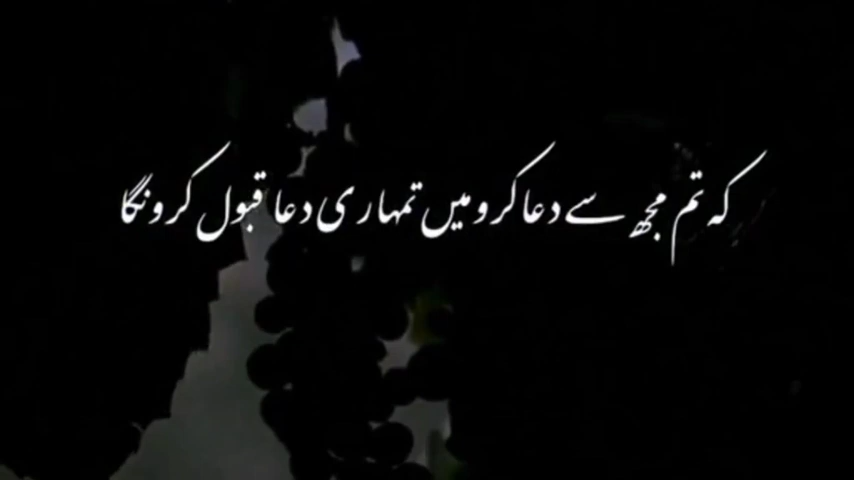 کہ تم مجھ سے دعا کرو میں تمہاری دعا قبول کرونگا